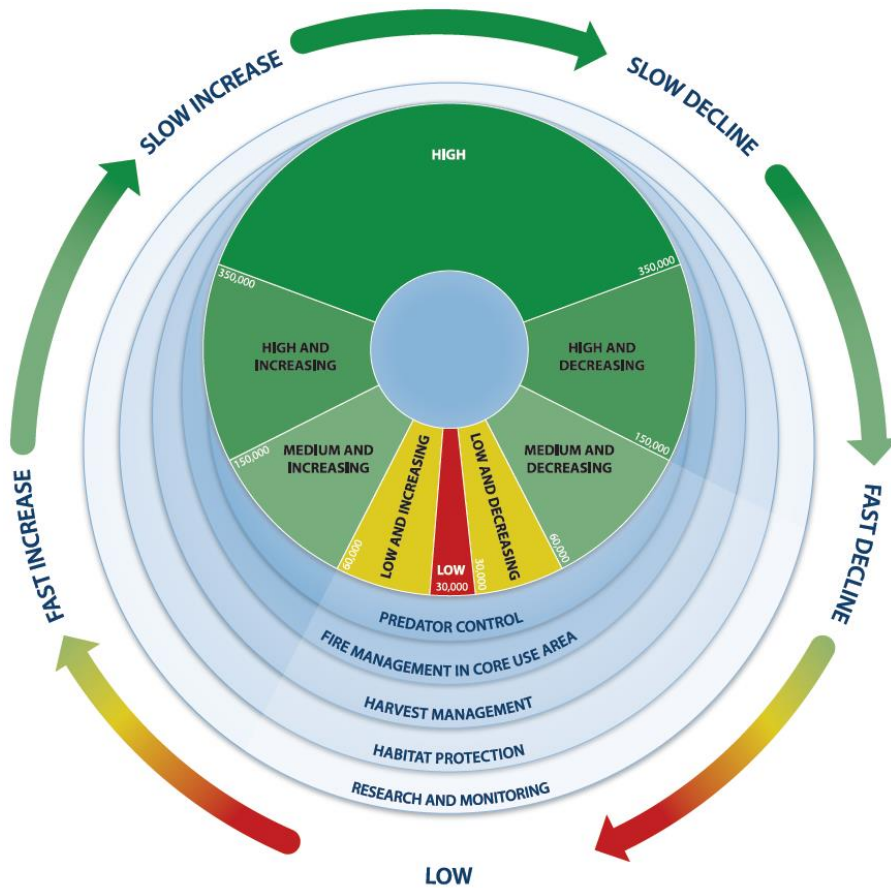 SLOW INCREASE
SLOW DECLINE
HIGH
350,000
350,000
HIGH AND
INCREASING
HIGH AND
DECREASING
150,000
150,000
MEDIUM AND
INCREASING
MEDIUM AND
DECREASING
LOW AND INCREASING
LOW AND DECREASING
60,000
60,000
LOW
30,000
30,000
FAST INCREASE
FAST DECLINE
PREDATOR CONTROL
FIRE MANAGEMENT IN CORE USE AREA
HARVEST MANAGEMENT
HABITAT PROTECTION
RESEARCH AND MONITORING
LOW